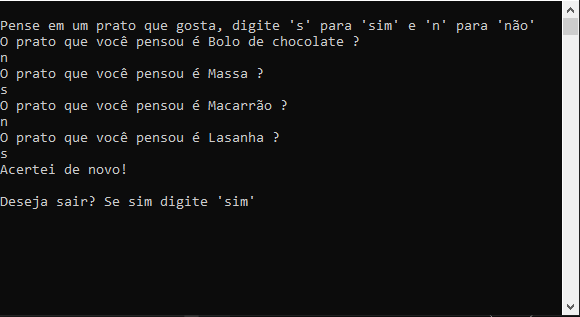 Pense em um prato que gosta, digite 's' para 'sim' e 'n' para 'não'
O prato que você pensou é Bolo de chocolate ?
n
O prato que você pensou é Massa ?
s
O prato que você pensou é Macarrão ?
n
O prato que você pensou é Lasanha ?
s
Acertei de novo!
Deseja sair? Se sim digite 'sim'